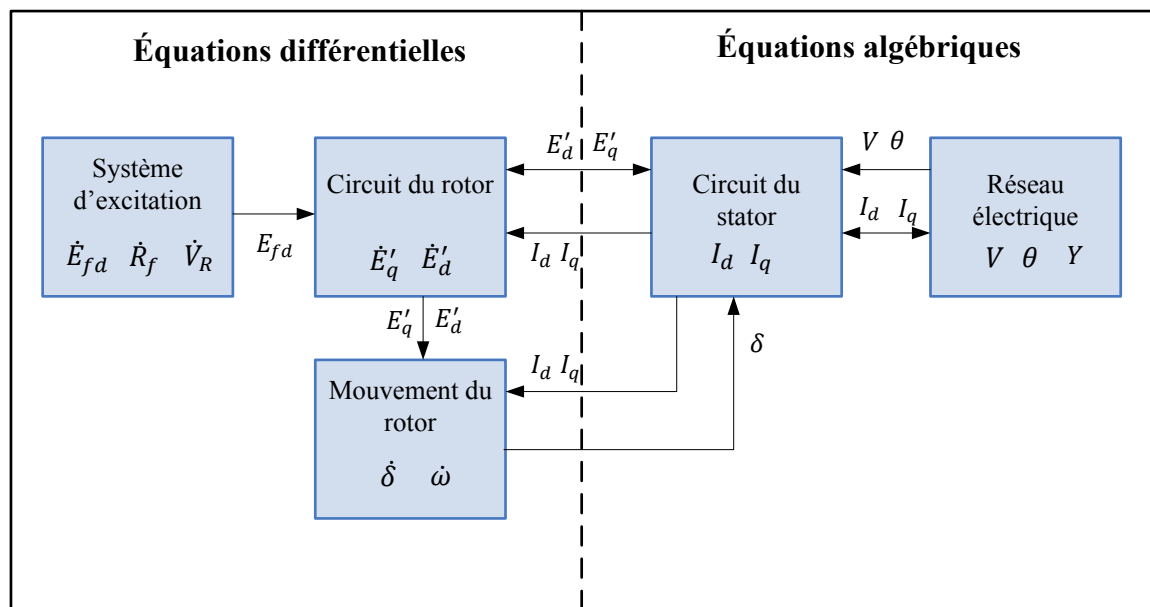 Équations différentielles
Équations algébriques
Système
d’excitation
Ė_fd Ṙ_f V̇_R
E_fd
Circuit du rotor
Ė′_q Ė′_d
E′_d E′_q
I_d I_q
Circuit du
stator
I_d I_q
V θ
I_d I_q
Réseau
électrique
V θ Y
E′_q E′_d
Mouvement du
rotor
δ̇ ω̇
I_d I_q
δ